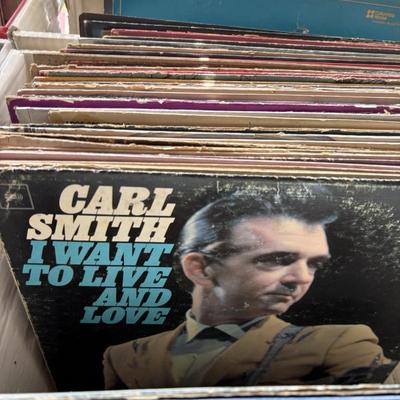 CARL
SMITH
I WANT
TO LIVE
AND
LOVE